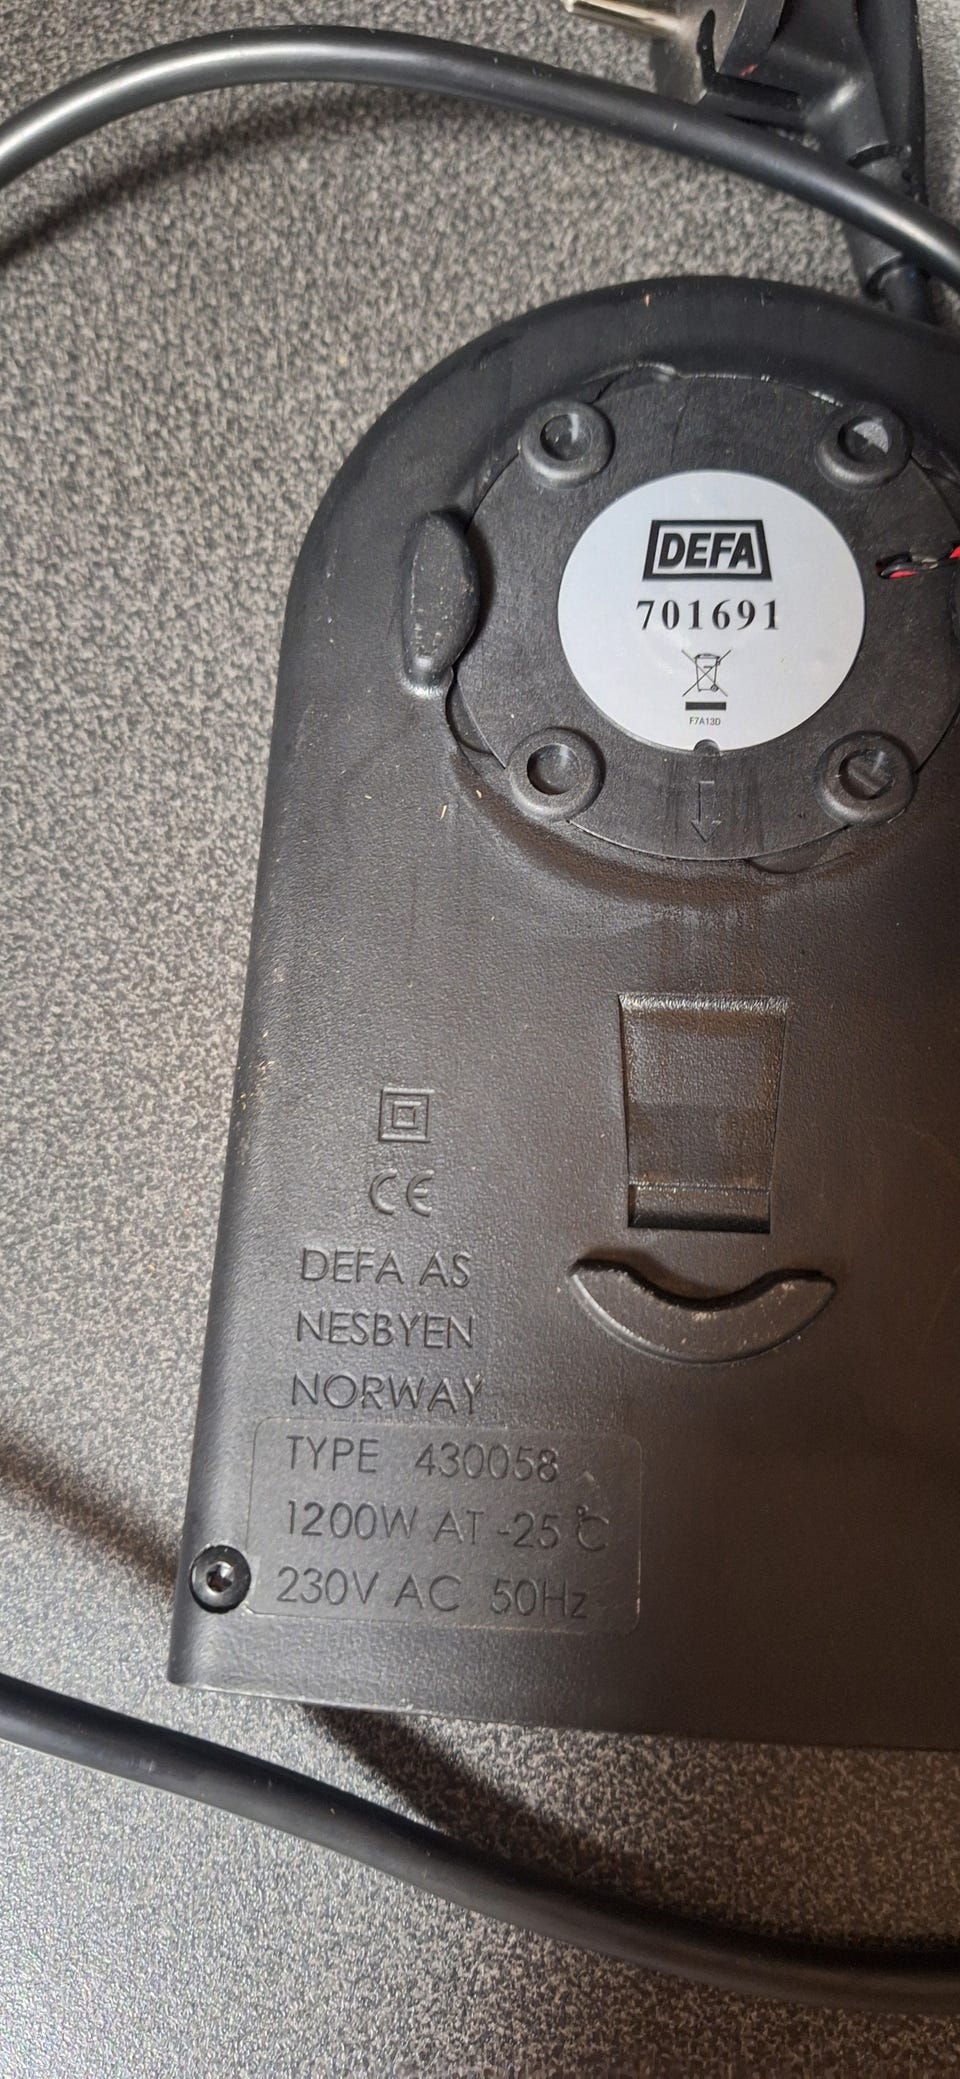 DEFA
701691
F7A13D
CE
DEFA AS
NESBYEN
NORWAY
TYPE 430058
1200W AT -25°C
230V AC 50Hz